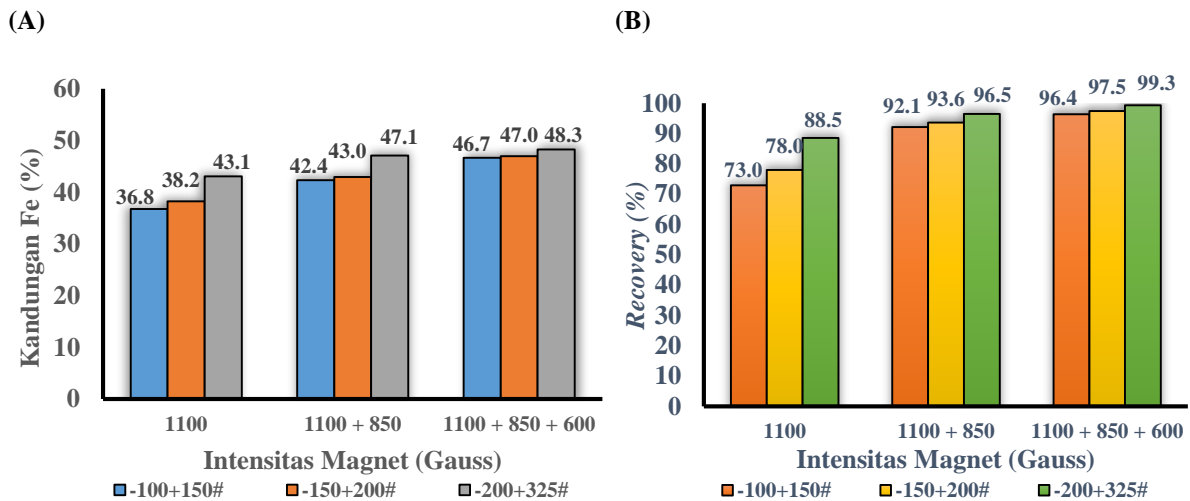 (A)
Kandungan Fe (%)
60
50
40
30
20
10
0
36.8 38.2 43.1
42.4 43.0 47.1
46.7 47.0 48.3
1100 1100 + 850 1100 + 850 + 600
Intensitas Magnet (Gauss)
-100+150# -150+200# -200+325#
(B)
Recovery (%)
100
90
80
70
60
50
40
30
20
10
0
73.0 78.0 88.5
92.1 93.6 96.5
96.4 97.5 99.3
1100 1100 + 850 1100 + 850 + 600
Intensitas Magnet (Gauss)
-100+150# -150+200# -200+325#